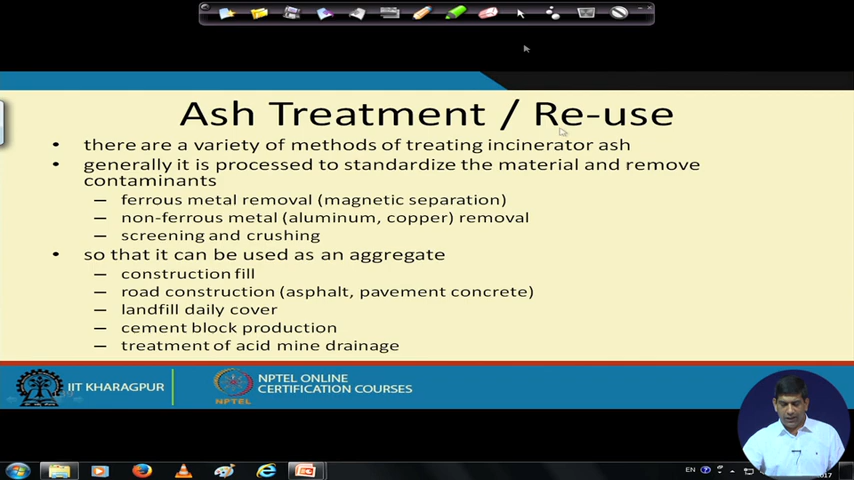 Ash Treatment / Re-use
• there are a variety of methods of treating incinerator ash
• generally it is processed to standardize the material and remove
contaminants
– ferrous metal removal (magnetic separation)
– non-ferrous metal (aluminum, copper) removal
– screening and crushing
• so that it can be used as an aggregate
– construction fill
– road construction (asphalt, pavement concrete)
– landfill daily cover
– cement block production
– treatment of acid mine drainage
IIT KHARAGPUR
NPTEL
NPTEL ONLINE
CERTIFICATION COURSES
EN